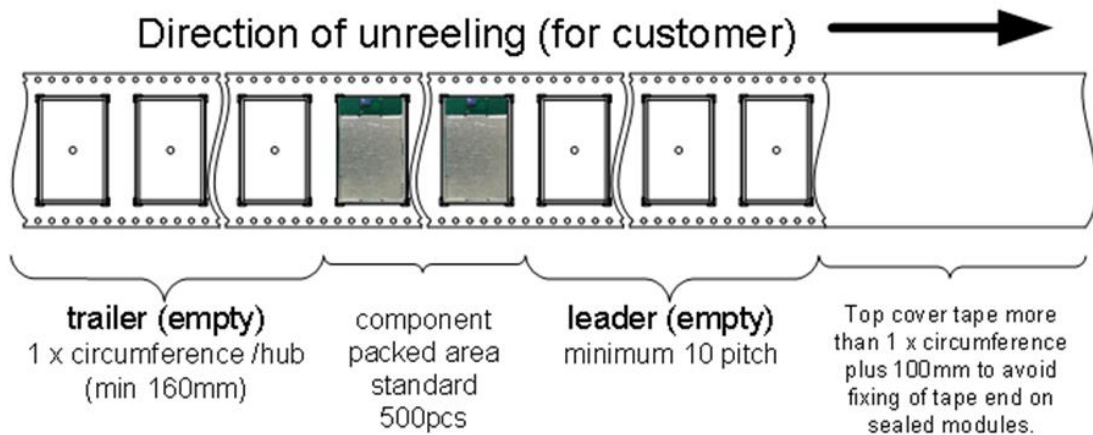 Direction of unreeling (for customer)
trailer (empty)
1 x circumference /hub
(min 160mm)
component
packed area
standard
500pcs
leader (empty)
minimum 10 pitch
Top cover tape more
than 1 x circumference
plus 100mm to avoid
fixing of tape end on
sealed modules.